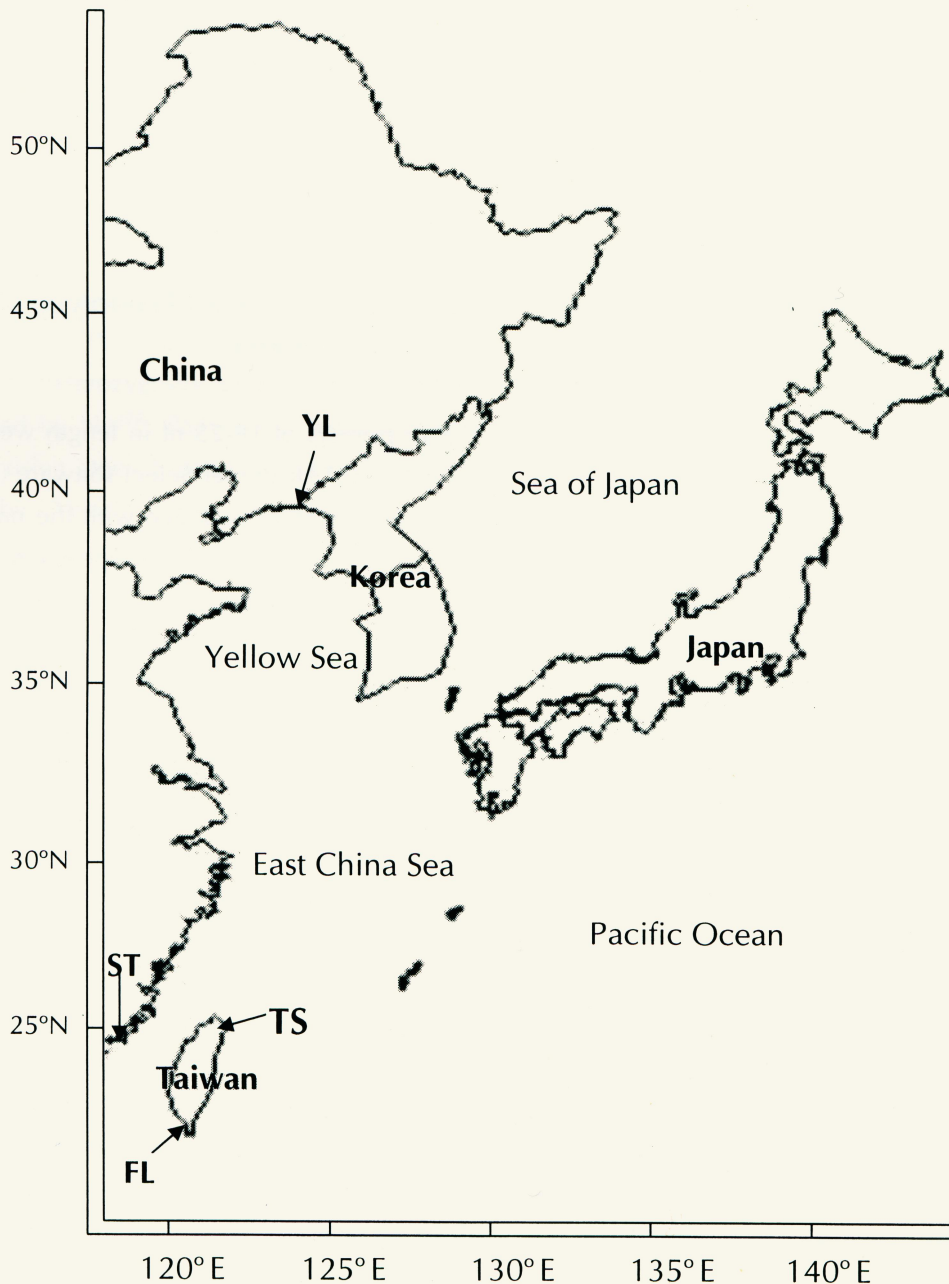 50°N
45°N
China
YL
40°N
Sea of Japan
Korea
Japan
Yellow Sea
35°N
30°N
East China Sea
Pacific Ocean
ST
25°N
TS
Taiwan
FL
120°E
125°E
130°E
135°E
140°E